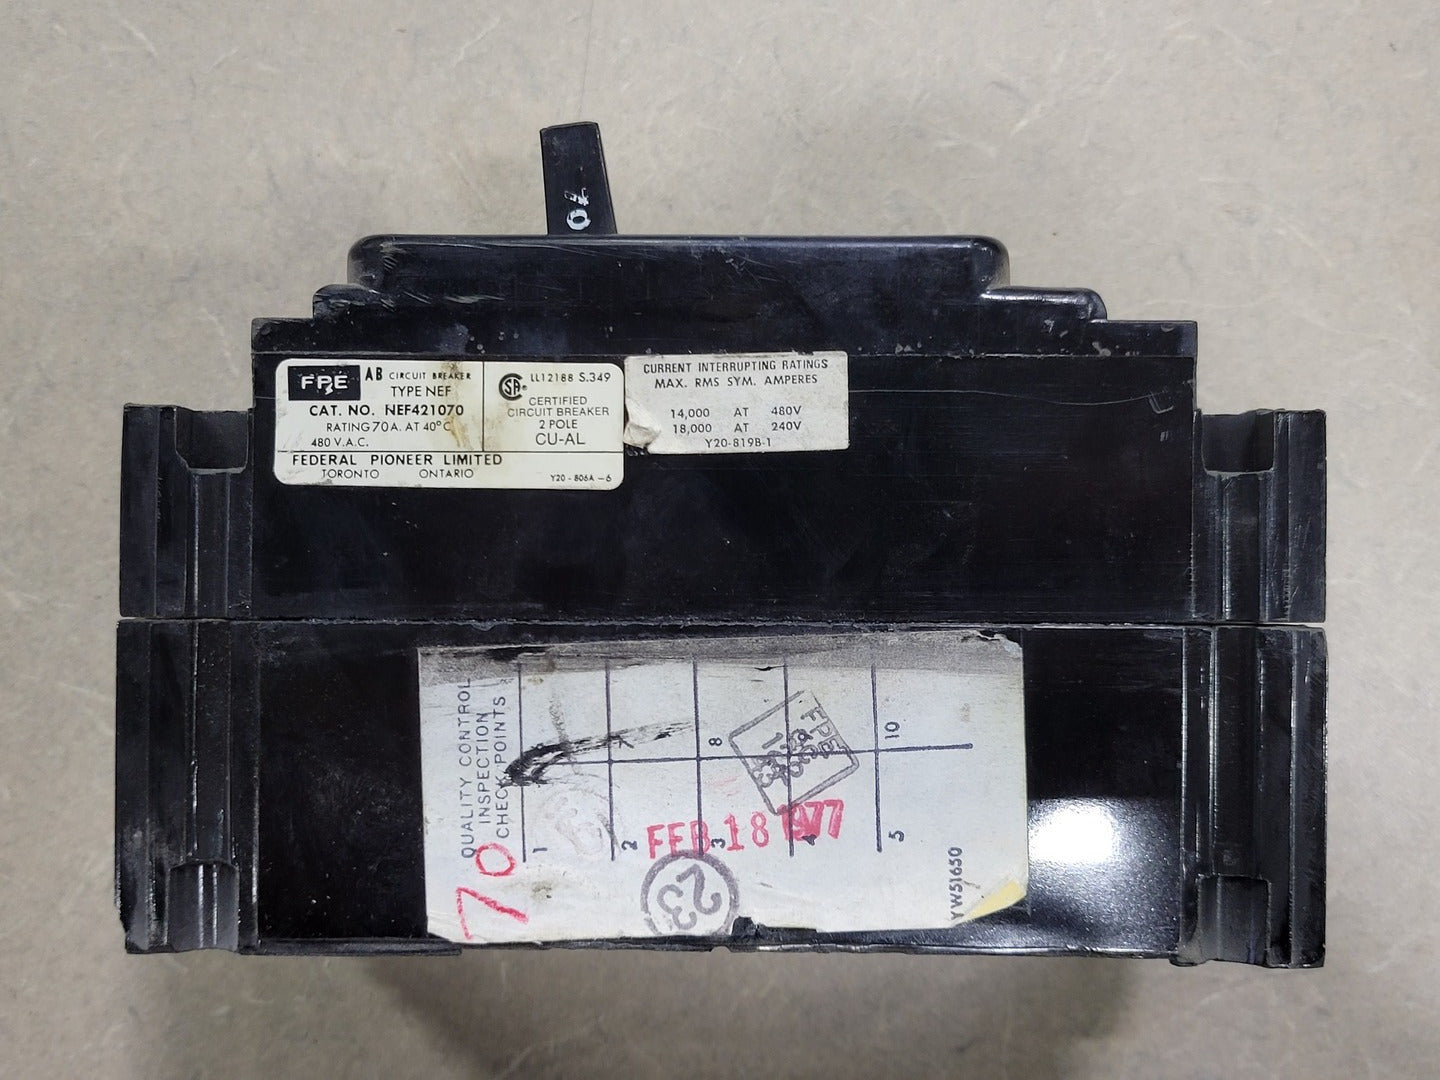 70
FPE AB CIRCUIT BREAKER
TYPE NEF
CAT. NO. NEF421070
RATING 70A. AT 40°C
480 V.A.C.
LL12188 S.349
CSA
CERTIFIED
CIRCUIT BREAKER
2 POLE
CU-AL
FEDERAL PIONEER LIMITED
TORONTO ONTARIO
Y20-806A-6
CURRENT INTERRUPTING RATINGS
MAX. RMS SYM. AMPERES
14,000 AT 480V
18,000 AT 240V
Y20-819B-1
QUALITY CONTROL
INSPECTION
CHECK POINTS
7 8 10
1 2 3 4 5
FPE
FEB 18 1977
23
70
YW51650